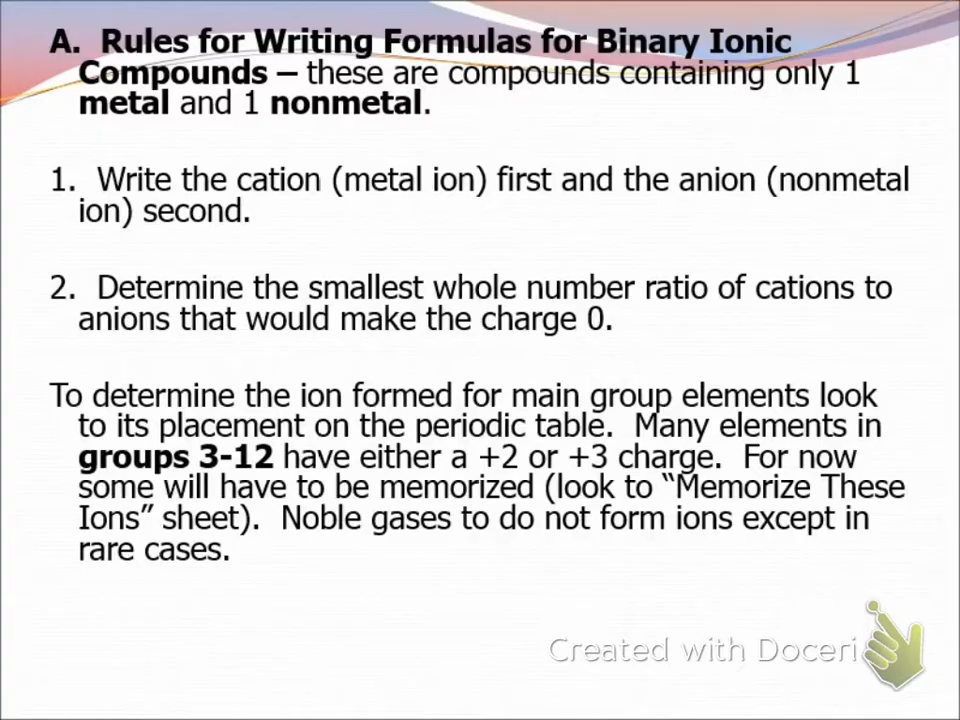 A.  Rules for Writing Formulas for Binary Ionic
Compounds – these are compounds containing only 1
metal and 1 nonmetal.
1.  Write the cation (metal ion) first and the anion (nonmetal
ion) second.
2.  Determine the smallest whole number ratio of cations to
anions that would make the charge 0.
To determine the ion formed for main group elements look
to its placement on the periodic table.  Many elements in
groups 3-12 have either a +2 or +3 charge.  For now
some will have to be memorized (look to “Memorize These
Ions” sheet).  Noble gases to do not form ions except in
rare cases.
Created with Doceri